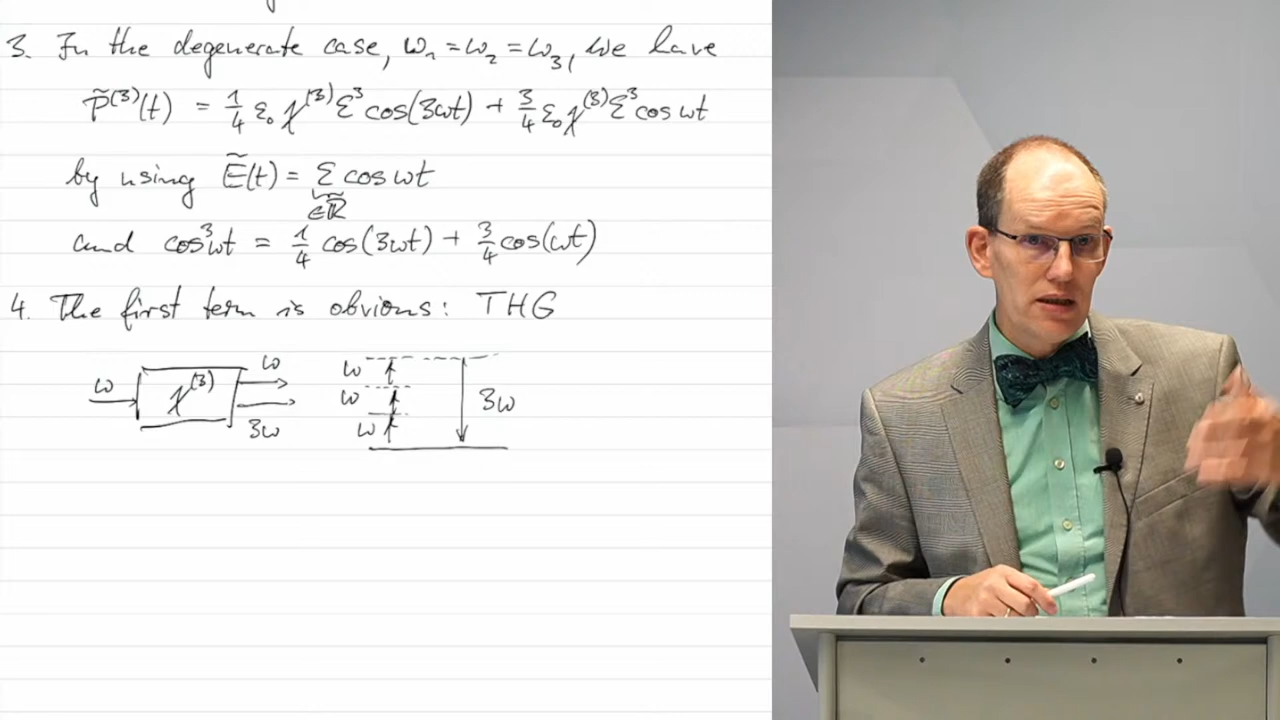 3. In the degenerate case, ω₁ = ω₂ = ω₃, we have
P̃⁽³⁾(t) = 1/4 ε₀ χ⁽³⁾ Ɛ³ cos(3ωt) + 3/4 ε₀ χ⁽³⁾ Ɛ³ cos ωt
by using Ẽ(t) = Ɛ cos ωt
∈ℝ
and cos³ωt = 1/4 cos(3ωt) + 3/4 cos(ωt)
4. The first term is obvious: THG
ω χ⁽³⁾ ω 3ω
ω ω ω 3ω